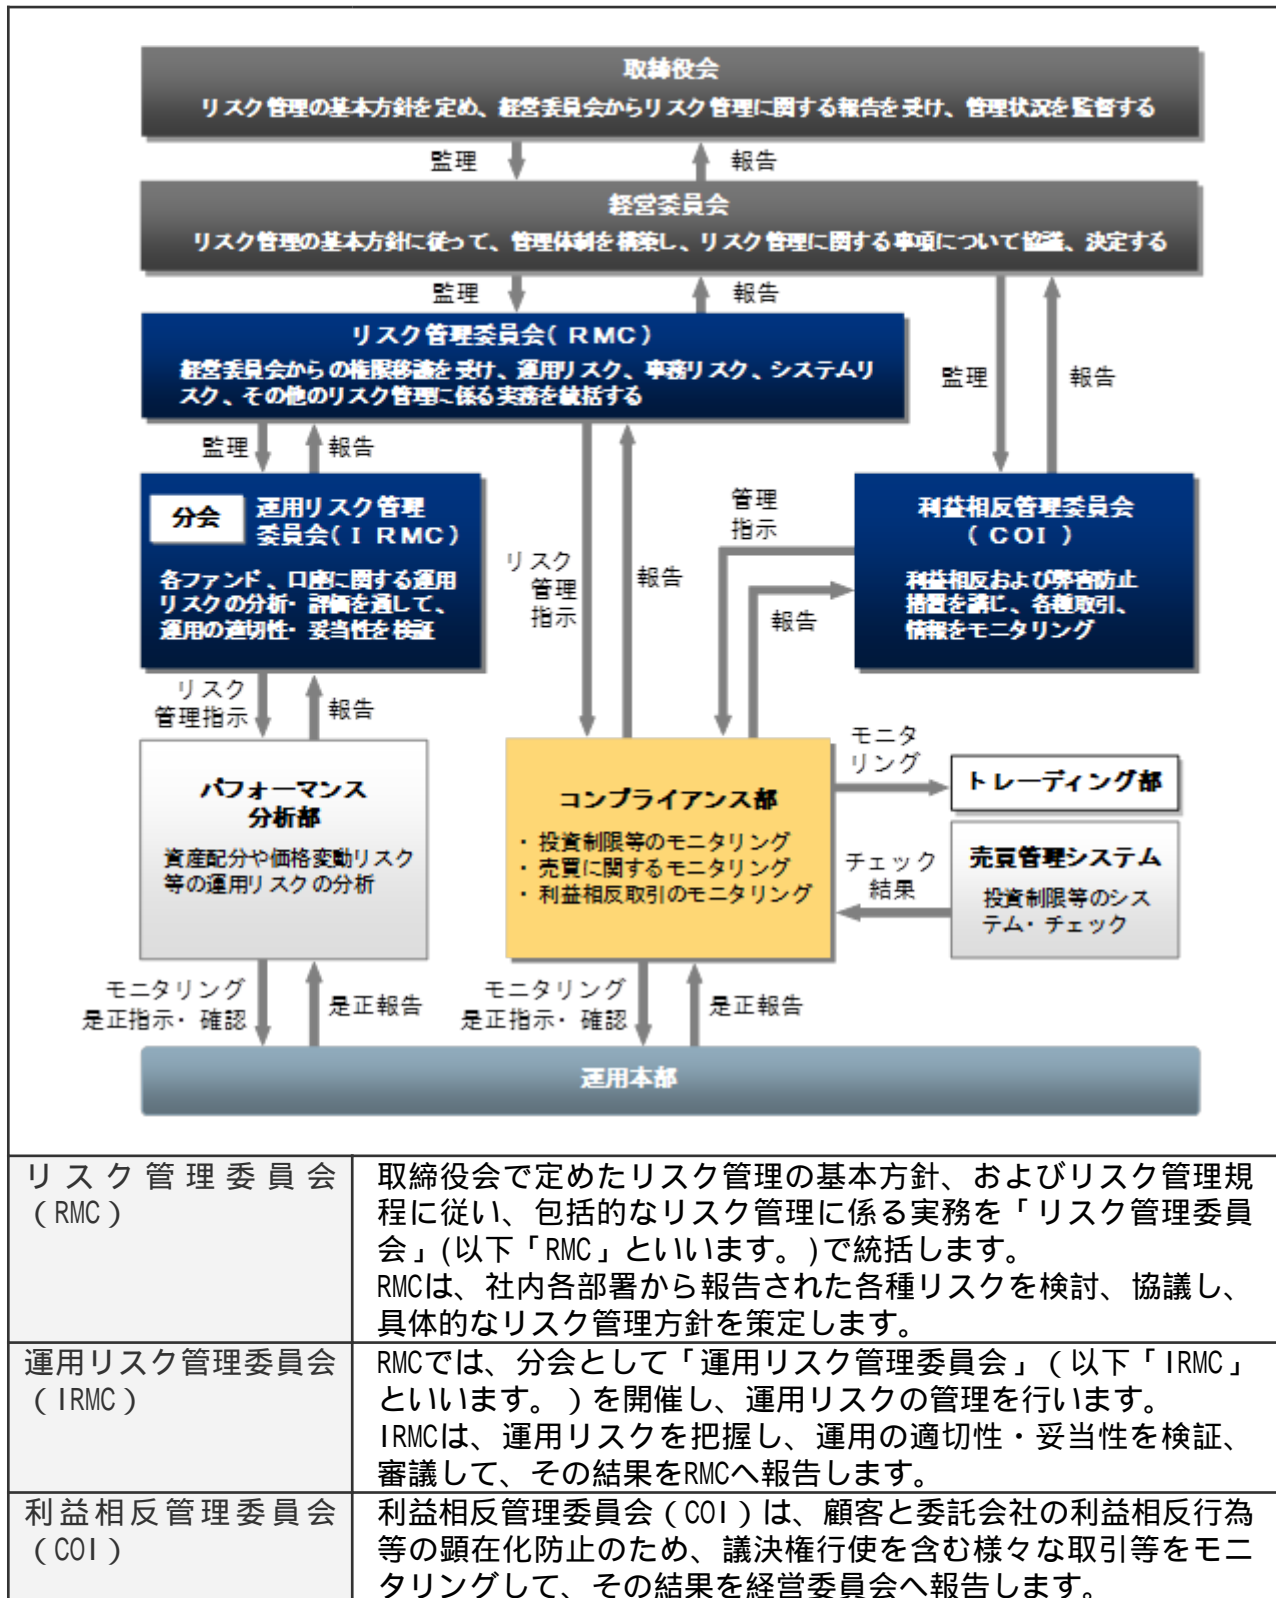 取締役会
リスク管理の基本方針を定め、経営委員会からリスク管理に関する報告を受け、管理状況を監督する
監理
報告
経営委員会
リスク管理の基本方針に従って、管理体制を構築し、リスク管理に関する事項について協議、決定する
監理
報告
リスク管理委員会(RMC)
経営委員会からの権限移譲を受け、運用リスク、事務リスク、システムリ
スク、その他のリスク管理に係る実務を統括する
監理
報告
監理
報告
分会
運用リスク管理
委員会(IRMC)
各ファンド、口座に関する運用
リスクの分析・評価を通して、
運用の適切性・妥当性を検証
リスク
管理
指示
報告
管理
指示
報告
利益相反管理委員会
(COI)
利益相反および弊害防止
措置を講じ、各種取引、
情報をモニタリング
リスク
管理指示
報告
パフォーマンス
分析部
資産配分や価格変動リスク
等の運用リスクの分析
コンプライアンス部
・投資制限等のモニタリング
・売買に関するモニタリング
・利益相反取引のモニタリング
モニタ
リング
トレーディング部
チェック
結果
売買管理システム
投資制限等のシス
テム・チェック
モニタリング
是正指示・確認
是正報告
モニタリング
是正指示・確認
是正報告
運用本部
リスク管理委員会
(RMC)
取締役会で定めたリスク管理の基本方針、およびリスク管理規
程に従い、包括的なリスク管理に係る実務を「リスク管理委員
会」(以下「RMC」といいます。)で統括します。
RMCは、社内各部署から報告された各種リスクを検討、協議し、
具体的なリスク管理方針を策定します。
運用リスク管理委員会
(IRMC)
RMCでは、分会として「運用リスク管理委員会」(以下「IRMC」
といいます。)を開催し、運用リスクの管理を行います。
IRMCは、運用リスクを把握し、運用の適切性・妥当性を検証、
審議して、その結果をRMCへ報告します。
利益相反管理委員会
(COI)
利益相反管理委員会(COI)は、顧客と委託会社の利益相反行為
等の顕在化防止のため、議決権行使を含む様々な取引等をモニ
タリングして、その結果を経営委員会へ報告します。